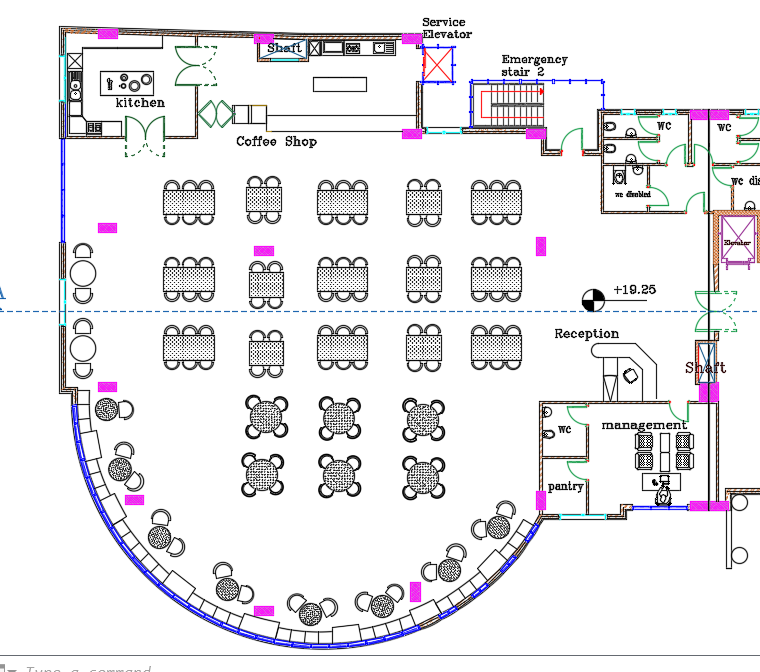 Service
Elevator
Shaft
Emergency
stair 2
kitchen
Coffee Shop
WC
WC
wc disabled
wc dis
Elevator
A
+19.25
Reception
Shaft
management
WC
pantry
Type a command